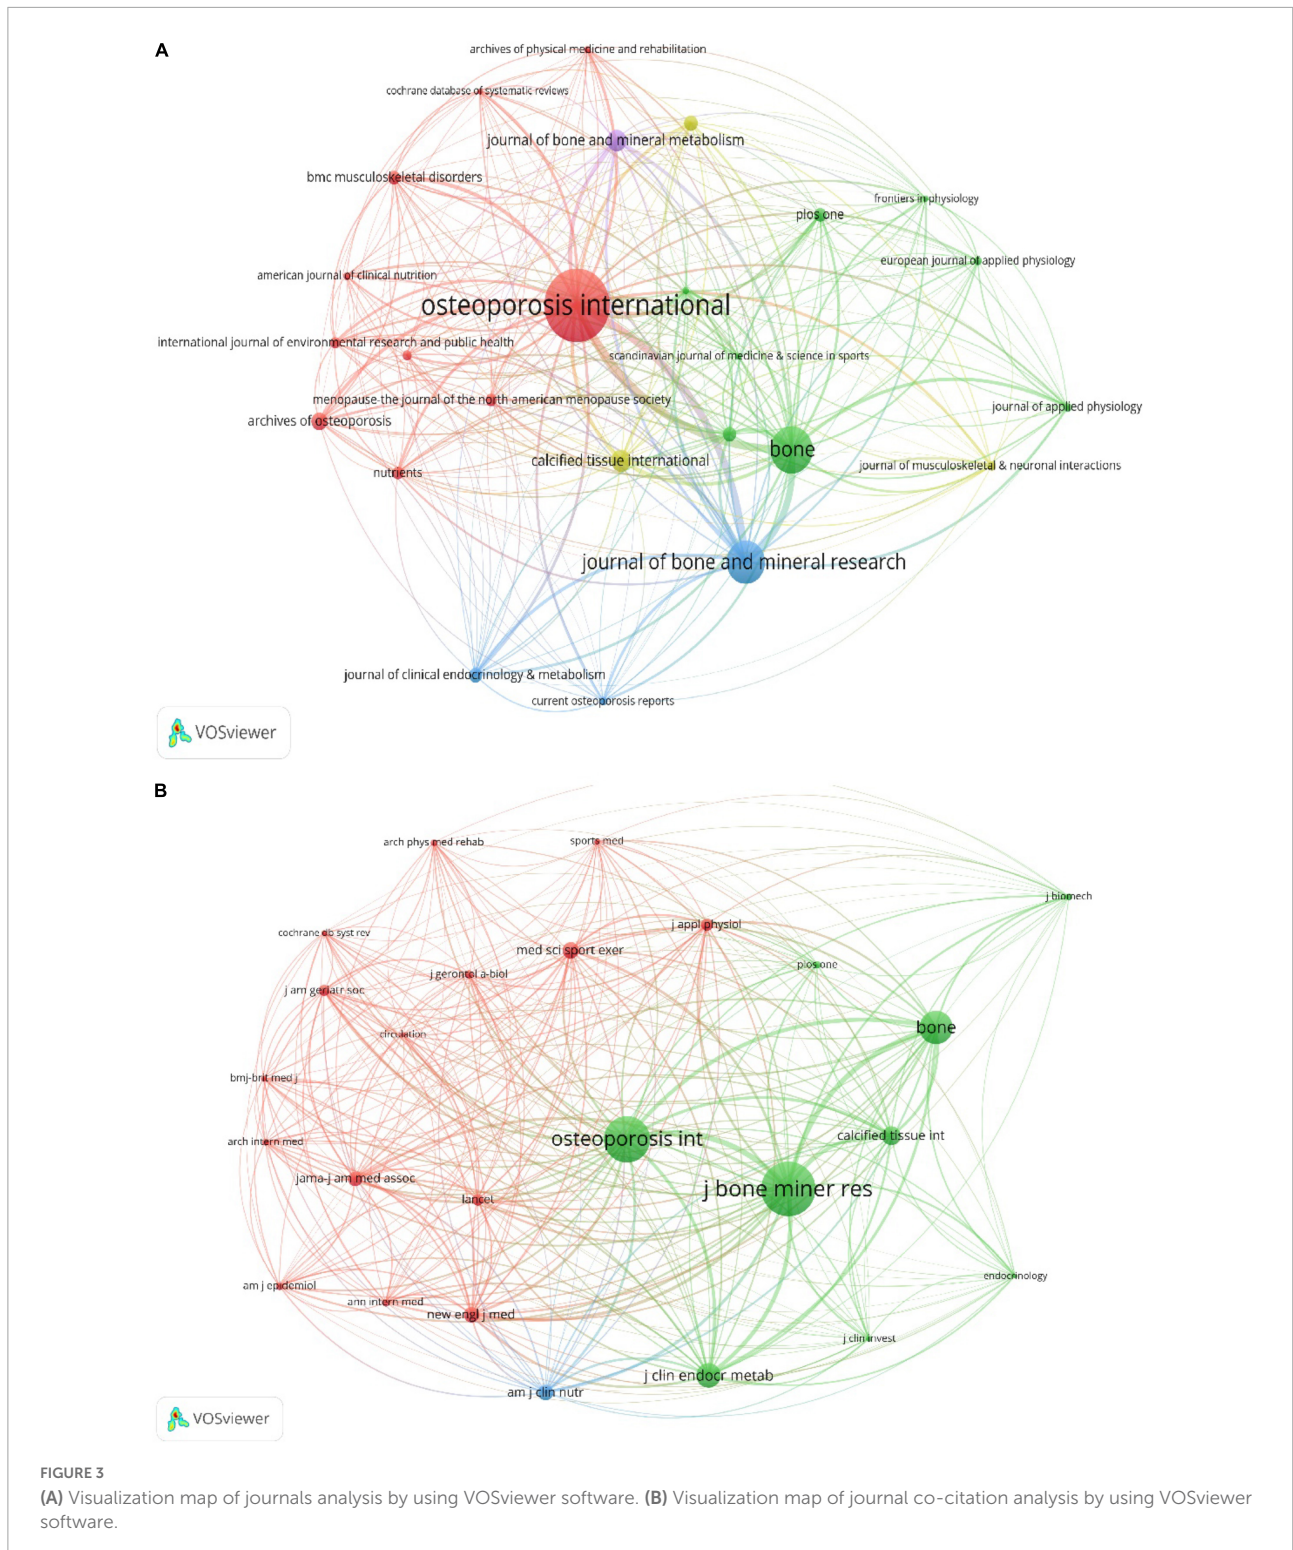 A
archives of physical medicine and rehabilitation
cochrane database of systematic reviews
journal of bone and mineral metabolism
bmc musculoskeletal disorders
frontiers in physiology
plos one
european journal of applied physiology
american journal of clinical nutrition
osteoporosis international
international journal of environmental research and public health
scandinavian journal of medicine & science in sports
menopause-the journal of the north american menopause society
journal of applied physiology
archives of osteoporosis
bone
calcified tissue international
journal of musculoskeletal & neuronal interactions
nutrients
journal of bone and mineral research
journal of clinical endocrinology & metabolism
current osteoporosis reports
VOSviewer
B
arch phys med rehab
sports med
j biomech
j appl physiol
cochrane db syst rev
med sci sport exer
plos one
j gerontol a-biol
j am geriatr soc
bone
circulation
bmj-brit med j
calcified tissue int
osteoporosis int
arch intern med
jama-j am med assoc
j bone miner res
lancet
endocrinology
am j epidemiol
ann intern med
new engl j med
j clin invest
j clin endocr metab
am j clin nutr
VOSviewer
FIGURE 3
(A) Visualization map of journals analysis by using VOSviewer software. (B) Visualization map of journal co-citation analysis by using VOSviewer
software.